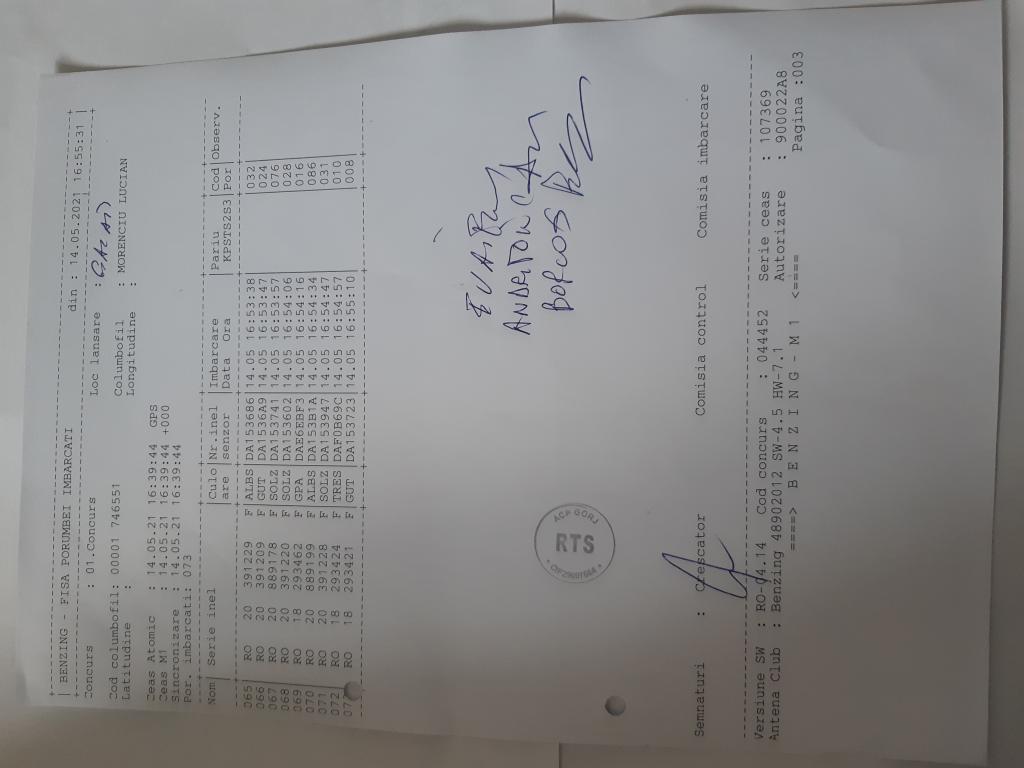 BENZING - FISA PORUMBEI IMBARCATI din : 14.05.2021 16:55:31
Concurs : 01.Concurs Loc lansare : GALATI
Cod columbofil: 00001 746551 Columbofil : MORENCIU LUCIAN
Latitudine : Longitudine :
Ceas Atomic : 14.05.21 16:39:44 GPS
Ceas M1 : 14.05.21 16:39:44 +000
Sincronizare : 14.05.21 16:39:44
Por. imbarcati: 073
Nom| Serie inel |Culo|Nr.inel |Imbarcare |Pariu |Cod|Observ.
|are |senzor |Data Ora | KPSTS2S3|Por|
065| RO 20 391229 F |ALBS|DA153686|14.05 16:53:38| |032
066| RO 20 391209 F |GUT |DA1536A9|14.05 16:53:47| |024
067| RO 20 889178 F |SOLZ|DA153741|14.05 16:53:57| |076
068| RO 20 391220 F |SOLZ|DA153602|14.05 16:54:06| |028
069| RO 18 293462 F |GPA |DAE6EBF3|14.05 16:54:16| |016
070| RO 20 889199 F |ALBS|DA153B1A|14.05 16:54:34| |086
071| RO 20 391228 F |SOLZ|DA153947|14.05 16:54:47| |031
072| RO 18 293424 F |TRES|DAF0B69C|14.05 16:54:57| |010
07 RO 18 293421 F |GUT |DA153723|14.05 16:55:10| |008
ACP GORJ
RTS
Semnaturi : Crescator Comisia control Comisia imbarcare
Versiune SW : RO-04.14 Cod concurs : 044452 Serie ceas : 107369
Antena Club : Benzing 48902012 SW-4.5 HW-7.1 Autorizare : 900022A8
====> B E N Z I N G - M 1 <==== Pagina :003